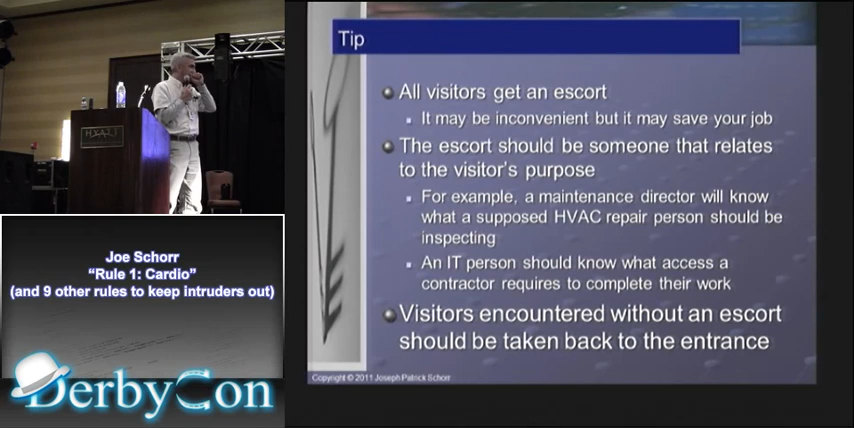 Tip
All visitors get an escort
It may be inconvenient but it may save your job
The escort should be someone that relates
to the visitor's purpose
For example, a maintenance director will know
what a supposed HVAC repair person should be
inspecting
An IT person should know what access a
contractor requires to complete their work
Visitors encountered without an escort
should be taken back to the entrance
Copyright © 2011 Joseph Patrick Schorr
HYATT
Joe Schorr
“Rule 1: Cardio”
(and 9 other rules to keep intruders out)
DerbyCon